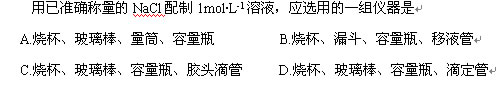 用已准确称量的NaCl配制1mol·L-1溶液，应选用的一组仪器是
A.烧杯、玻璃棒、量筒、容量瓶 B.烧杯、漏斗、容量瓶、移液管
C.烧杯、玻璃棒、容量瓶、胶头滴管 D.烧杯、玻璃棒、容量瓶、滴定管